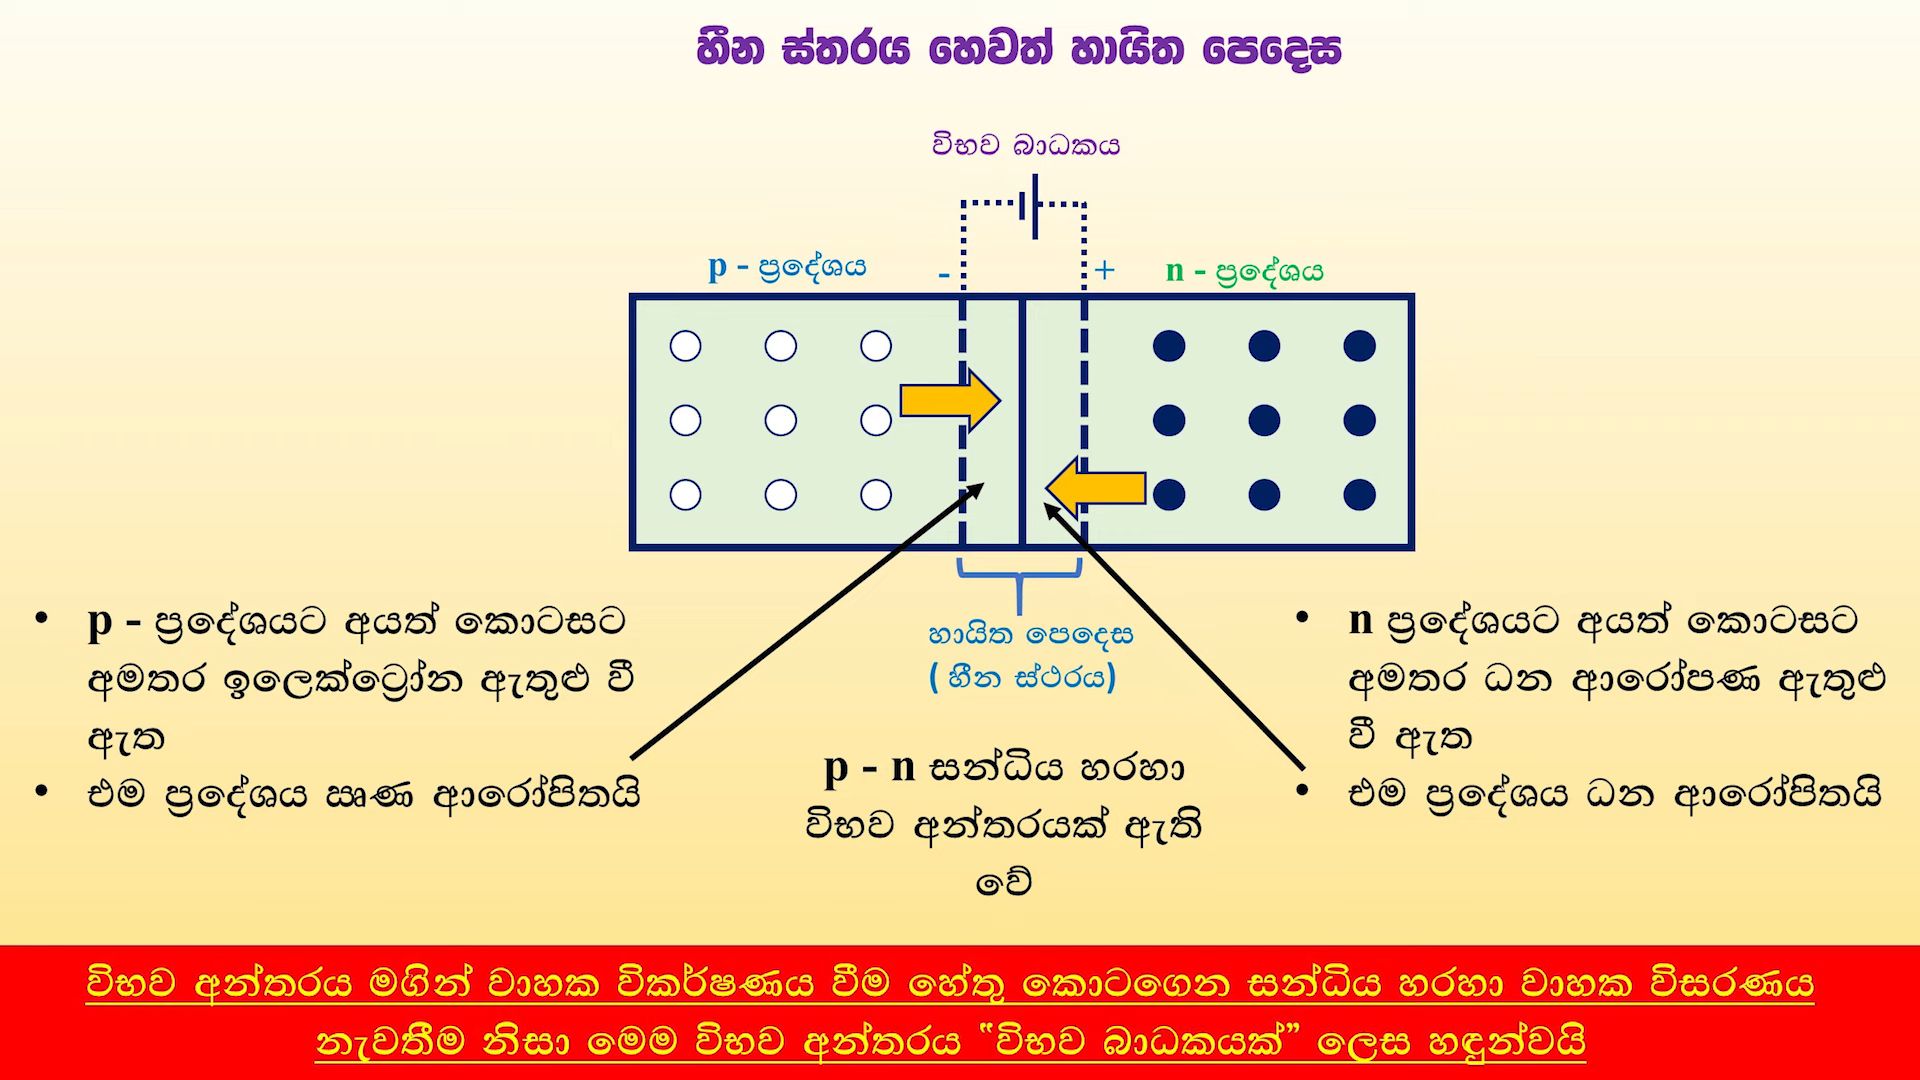 හීන ස්තරය හෙවත් හායිත පෙදෙස
විභව බාධකය
p - ප්‍රදේශය
-
+
n - ප්‍රදේශය
• p - ප්‍රදේශයට අයත් කොටසට
අමතර ඉලෙක්ට්‍රෝන ඇතුළු වී
ඇත
• එම ප්‍රදේශය ඍණ ආරෝපිතයි
හායිත පෙදෙස
( හීන ස්ථරය)
p - n සන්ධිය හරහා
විභව අන්තරයක් ඇති
වේ
• n ප්‍රදේශයට අයත් කොටසට
අමතර ධන ආරෝපණ ඇතුළු
වී ඇත
• එම ප්‍රදේශය ධන ආරෝපිතයි
විභව අන්තරය මගින් වාහක විකර්ෂණය වීම හේතු කොටගෙන සන්ධිය හරහා වාහක විසරණය
නැවතීම නිසා මෙම විභව අන්තරය “විභව බාධකයක්” ලෙස හඳුන්වයි